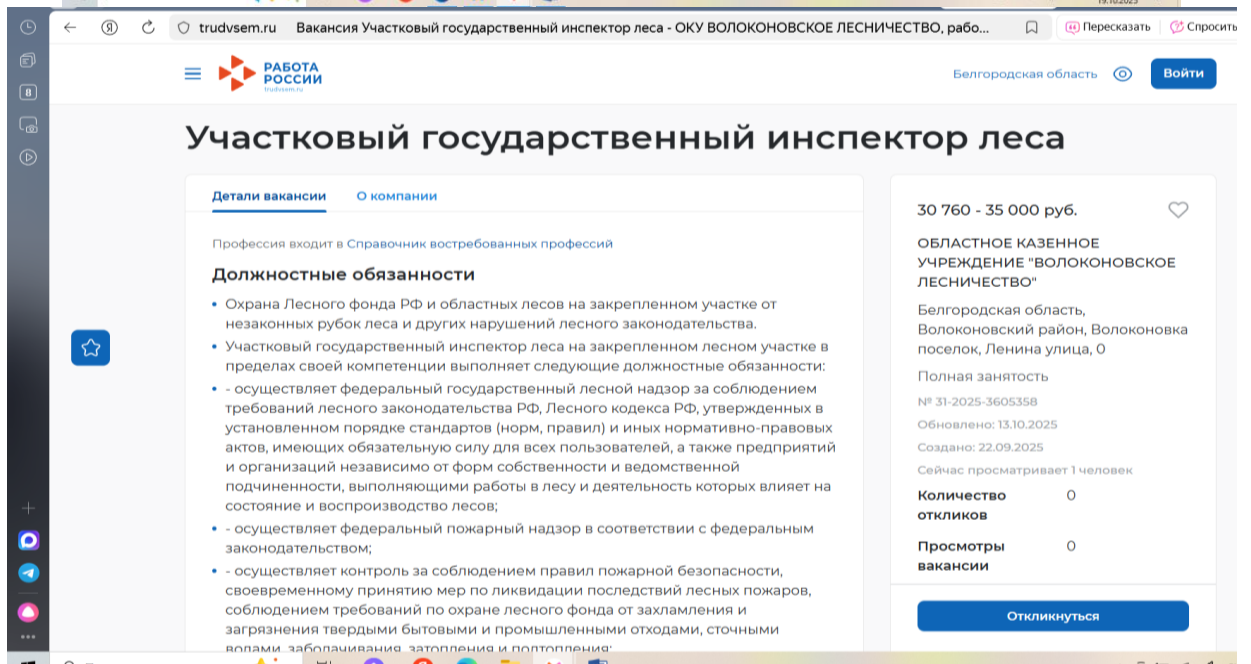 19.10.2025
trudvsem.ru Вакансия Участковый государственный инспектор леса - ОКУ ВОЛОКОНОВСКОЕ ЛЕСНИЧЕСТВО, рабо...
Пересказать
Спросить
8
РАБОТА
РОССИИ
trudvsem.ru
Белгородская область
Войти
Участковый государственный инспектор леса
Детали вакансии
О компании
Профессия входит в Справочник востребованных профессий
Должностные обязанности
• Охрана Лесного фонда РФ и областных лесов на закрепленном участке от
незаконных рубок леса и других нарушений лесного законодательства.
• Участковый государственный инспектор леса на закрепленном лесном участке в
пределах своей компетенции выполняет следующие должностные обязанности:
• - осуществляет федеральный государственный лесной надзор за соблюдением
требований лесного законодательства РФ, Лесного кодекса РФ, утвержденных в
установленном порядке стандартов (норм, правил) и иных нормативно-правовых
актов, имеющих обязательную силу для всех пользователей, а также предприятий
и организаций независимо от форм собственности и ведомственной
подчиненности, выполняющими работы в лесу и деятельность которых влияет на
состояние и воспроизводство лесов;
• - осуществляет федеральный пожарный надзор в соответствии с федеральным
законодательством;
• - осуществляет контроль за соблюдением правил пожарной безопасности,
своевременному принятию мер по ликвидации последствий лесных пожаров,
соблюдением требований по охране лесного фонда от захламления и
загрязнения твердыми бытовыми и промышленными отходами, сточными
водами, заболачивания, затопления и подтопления;
30 760 - 35 000 руб.
ОБЛАСТНОЕ КАЗЕННОЕ
УЧРЕЖДЕНИЕ "ВОЛОКОНОВСКОЕ
ЛЕСНИЧЕСТВО"
Белгородская область,
Волоконовский район, Волоконовка
поселок, Ленина улица, 0
Полная занятость
№ 31-2025-3605358
Обновлено: 13.10.2025
Создано: 22.09.2025
Сейчас просматривает 1 человек
Количество
откликов
0
Просмотры
вакансии
0
Откликнуться